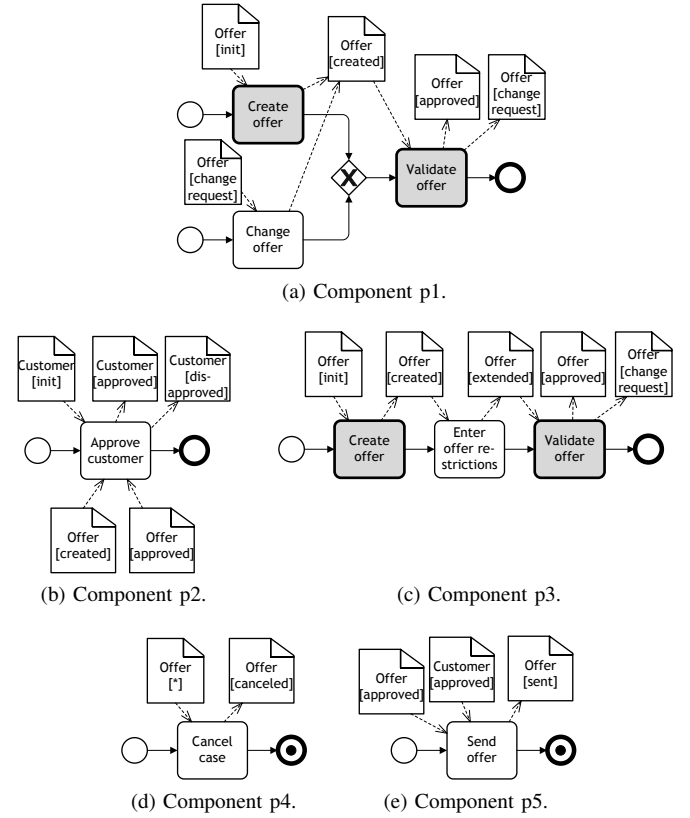 Offer
[init]
Offer
[created]
Offer
[approved]
Offer
[change
request]
Create
offer
Offer
[change
request]
X
Validate
offer
Change
offer
(a) Component p1.
Customer
[init]
Customer
[approved]
Customer
[dis-
approved]
Approve
customer
Offer
[created]
Offer
[approved]
(b) Component p2.
Offer
[init]
Offer
[created]
Offer
[extended]
Offer
[approved]
Offer
[change
request]
Create
offer
Enter
offer re-
strictions
Validate
offer
(c) Component p3.
Offer
[*]
Offer
[canceled]
Cancel
case
(d) Component p4.
Offer
[approved]
Customer
[approved]
Offer
[sent]
Send
offer
(e) Component p5.